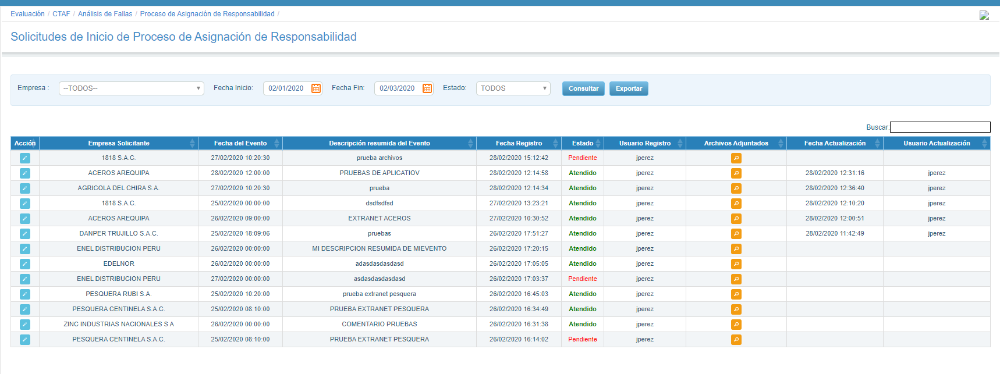 Evaluación / CTAF / Análisis de Fallas / Proceso de Asignación de Responsabilidad /
Solicitudes de Inicio de Proceso de Asignación de Responsabilidad
Empresa : --TODOS-- Fecha Inicio: 02/01/2020 Fecha Fin: 02/03/2020 Estado: TODOS Consultar Exportar
Buscar:
Acción Empresa Solicitante Fecha del Evento Descripción resumida del Evento Fecha Registro Estado Usuario Registro Archivos Adjuntados Fecha Actualización Usuario Actualización
1818 S.A.C. 27/02/2020 10:20:30 prueba archivos 28/02/2020 15:12:42 Pendiente jperez
ACEROS AREQUIPA 28/02/2020 12:00:00 PRUEBAS DE APLICATIOV 28/02/2020 12:14:58 Atendido jperez 28/02/2020 12:31:16 jperez
AGRICOLA DEL CHIRA S.A. 27/02/2020 10:20:30 prueba 28/02/2020 12:14:34 Atendido jperez 28/02/2020 12:36:40 jperez
1818 S.A.C. 25/02/2020 00:00:00 dsdfsdfsd 27/02/2020 13:23:21 Atendido jperez 28/02/2020 12:10:20 jperez
ACEROS AREQUIPA 26/02/2020 09:00:00 EXTRANET ACEROS 27/02/2020 10:30:52 Atendido jperez 28/02/2020 12:00:51 jperez
DANPER TRUJILLO S.A.C. 25/02/2020 18:09:06 pruebas 26/02/2020 17:51:27 Atendido jperez 28/02/2020 11:42:49 jperez
ENEL DISTRIBUCION PERU 26/02/2020 00:00:00 MI DESCRIPCION RESUMIDA DE MIEVENTO 26/02/2020 17:20:15 Atendido jperez
EDELNOR 26/02/2020 00:00:00 adasdasdasdasd 26/02/2020 17:05:05 Atendido jperez
ENEL DISTRIBUCION PERU 27/02/2020 00:00:00 asdasdasdasdasd 26/02/2020 17:03:37 Pendiente jperez
PESQUERA RUBI S.A. 25/02/2020 10:20:00 prueba extranet pesquera 26/02/2020 16:45:03 Atendido jperez
PESQUERA CENTINELA S.A.C. 25/02/2020 08:10:00 PRUEBA EXTRANET PESQUERA 26/02/2020 16:34:49 Atendido jperez
ZINC INDUSTRIAS NACIONALES S A 26/02/2020 00:00:00 COMENTARIO PRUEBAS 26/02/2020 16:31:38 Atendido jperez
PESQUERA CENTINELA S.A.C. 25/02/2020 08:10:00 PRUEBA EXTRANET PESQUERA 26/02/2020 16:14:02 Pendiente jperez